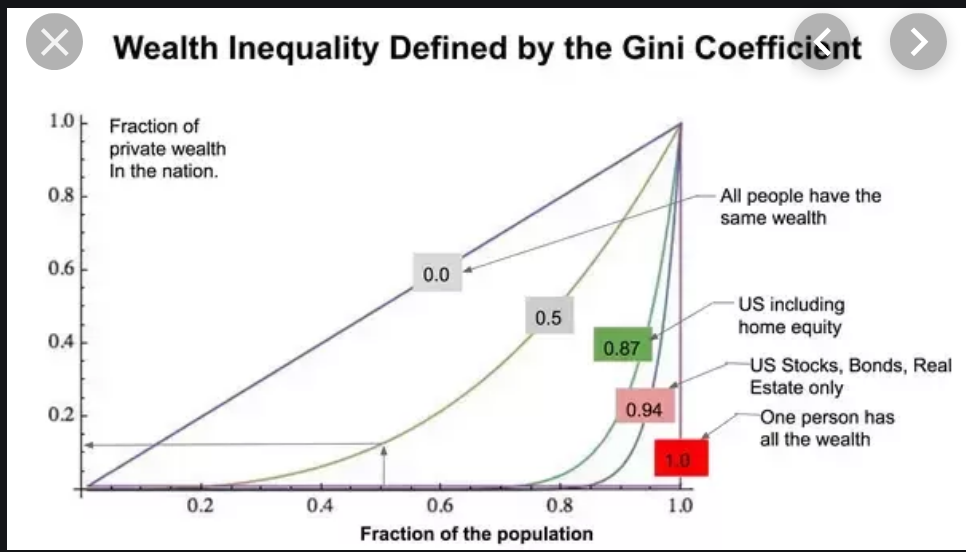 Wealth Inequality Defined by the Gini Coefficient
1.0
Fraction of
private wealth
In the nation.
0.8
All people have the
same wealth
0.6
0.0
0.5
US including
home equity
0.4
0.87
US Stocks, Bonds, Real
Estate only
0.94
0.2
One person has
all the wealth
1.0
0.2
0.4
0.6
0.8
1.0
Fraction of the population